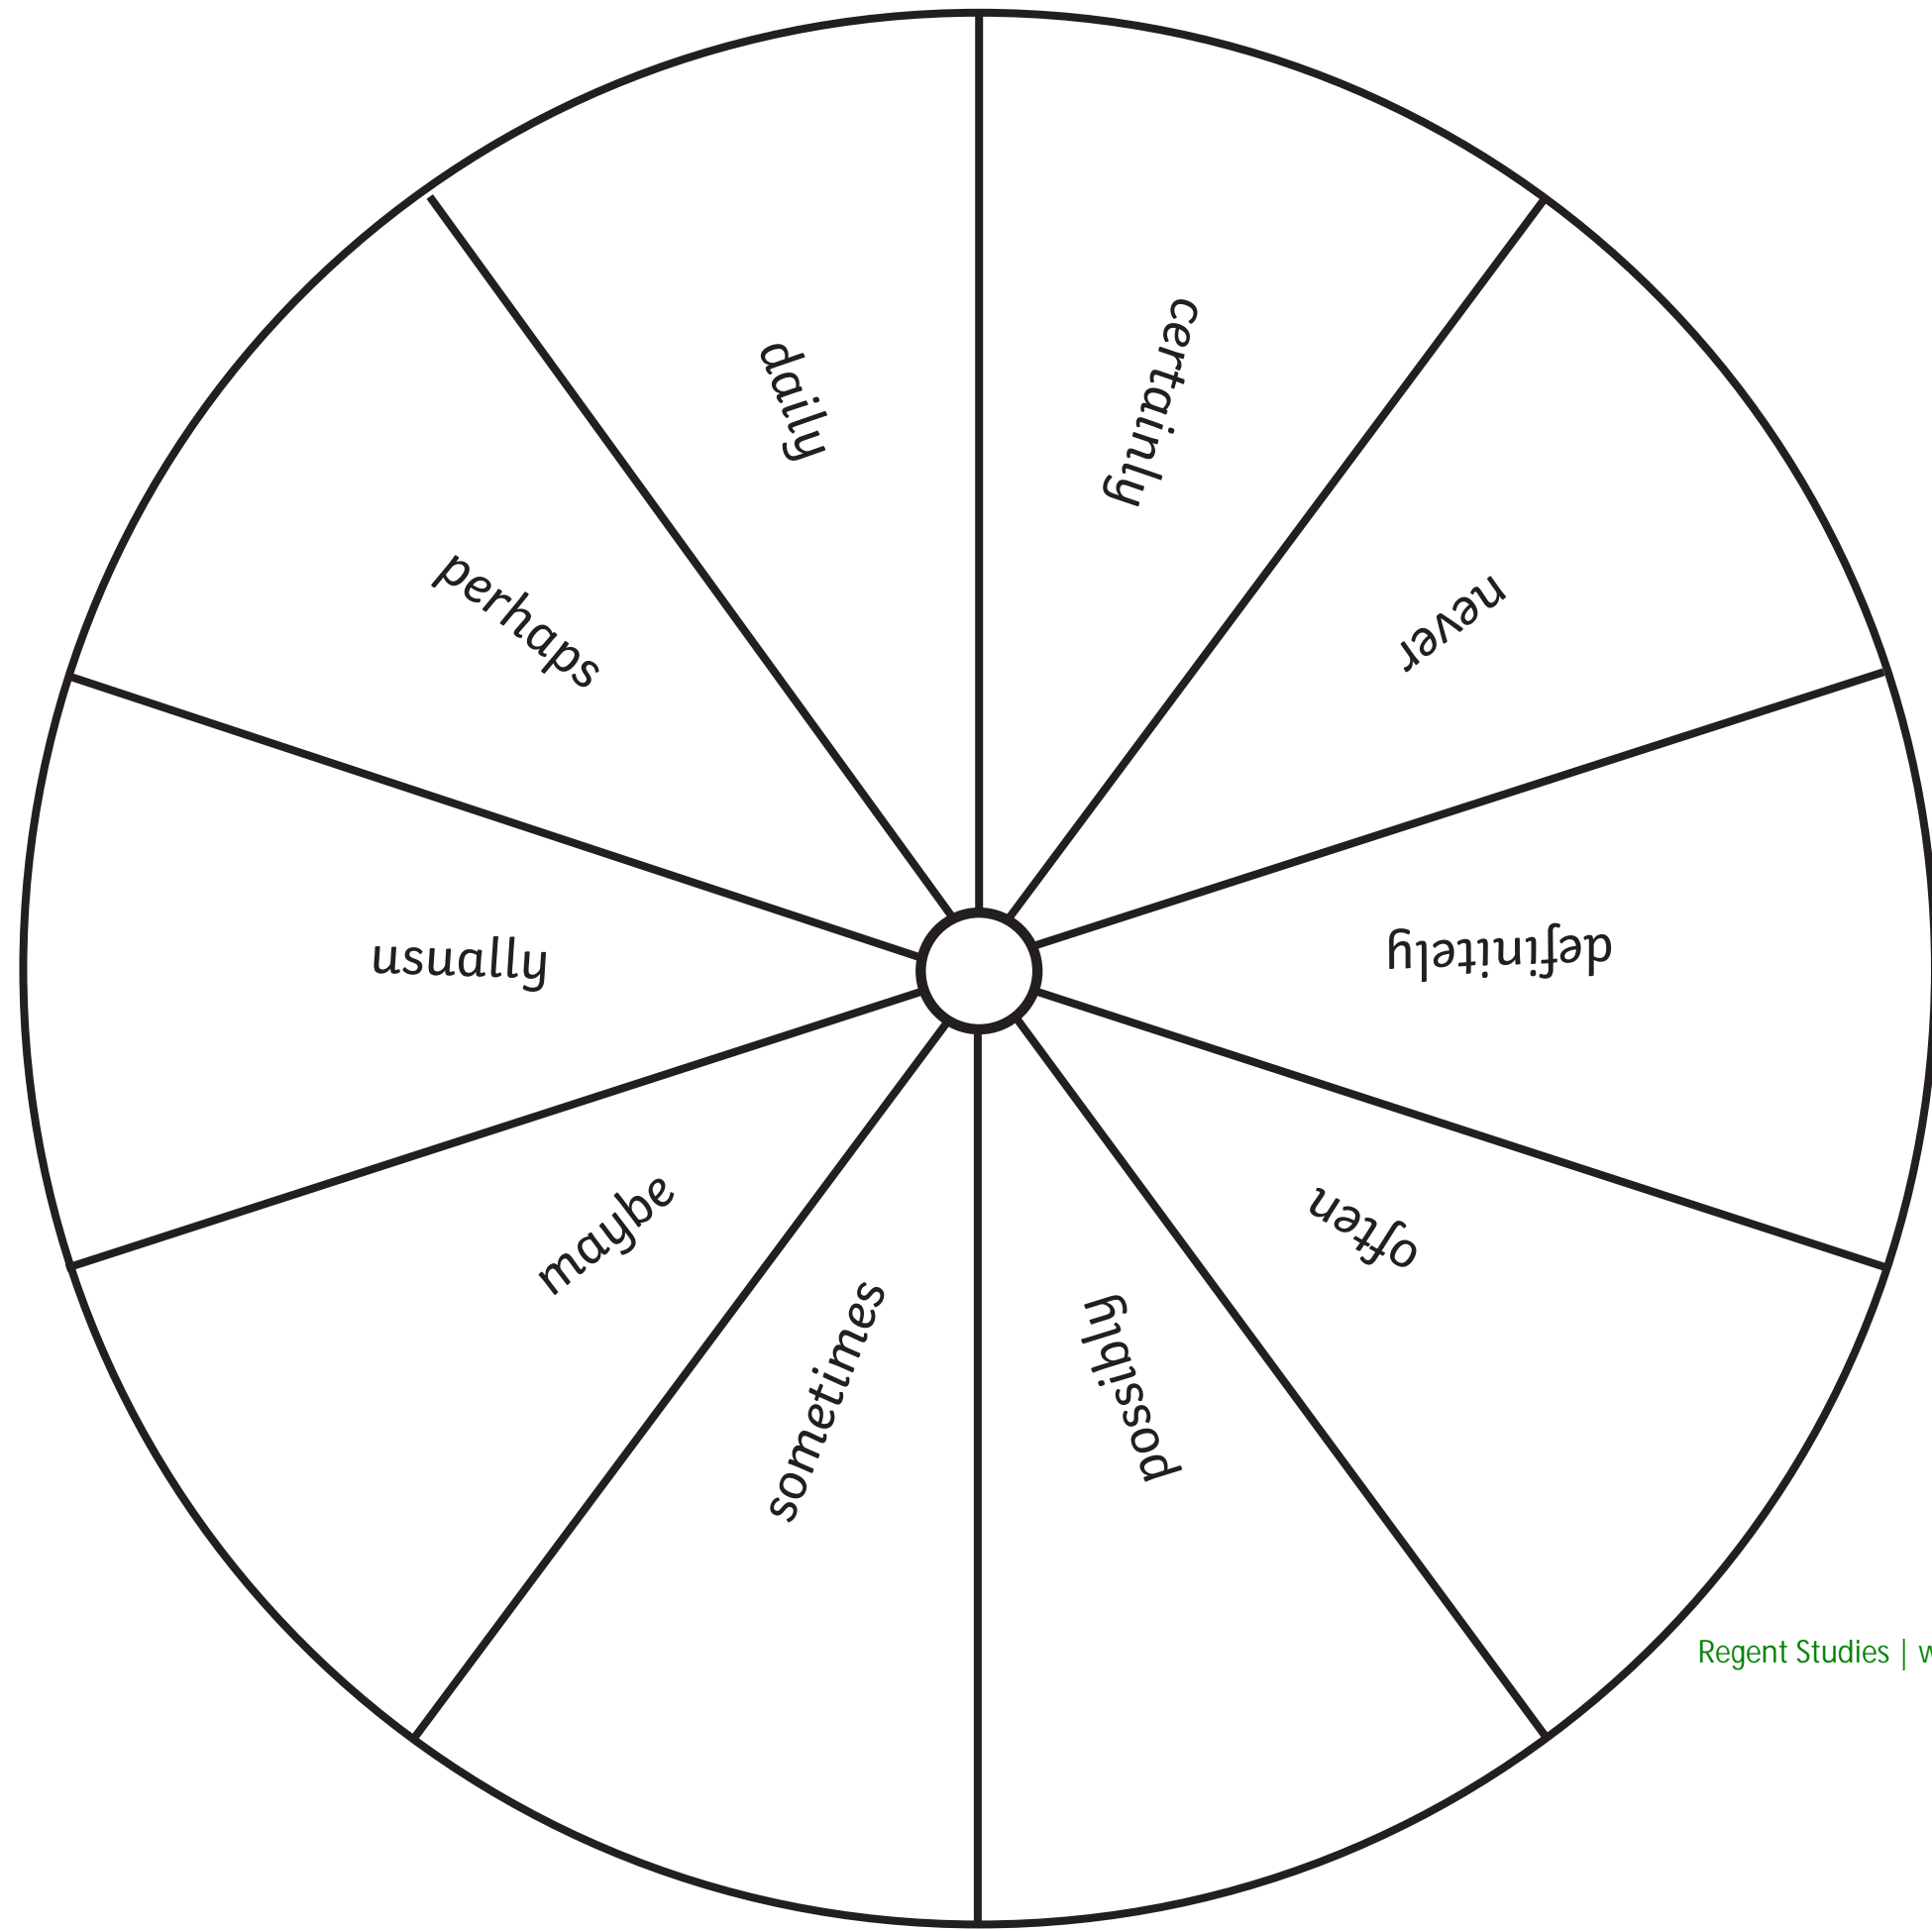 certainly
never
definitely
often
possibly
sometimes
maybe
usually
perhaps
daily
Regent Studies |